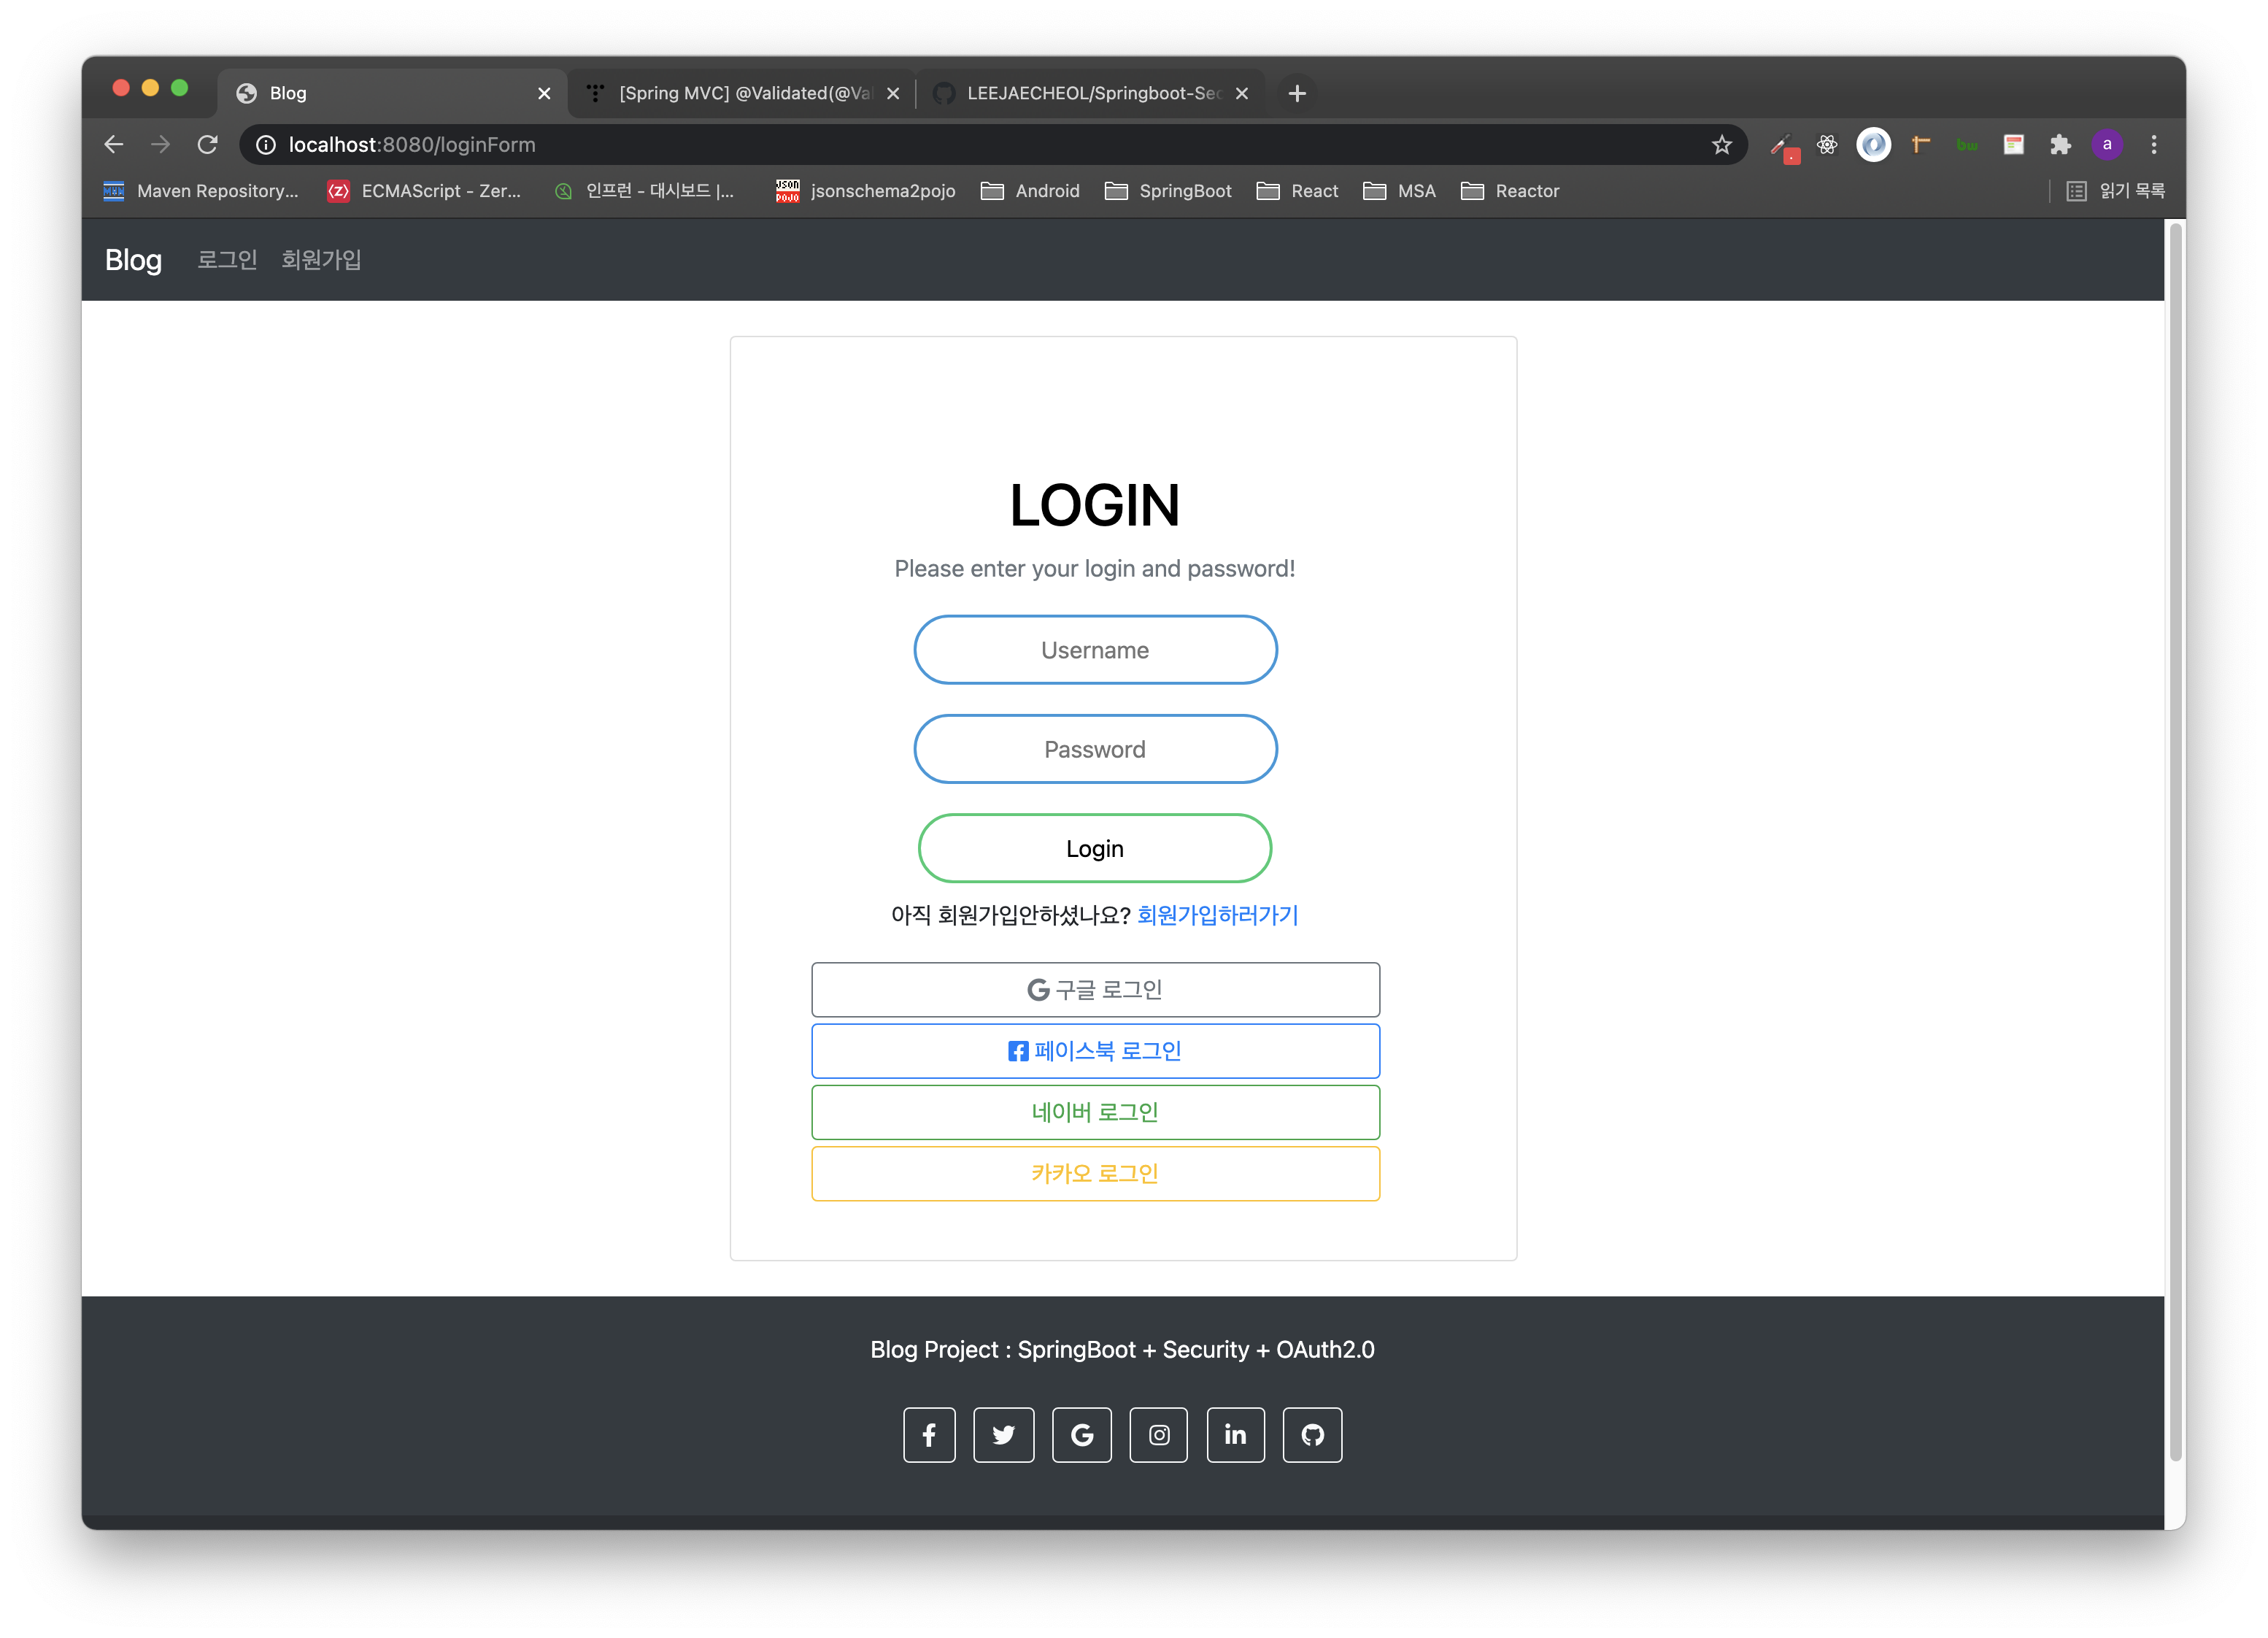 Blog
[Spring MVC] @Validated(@Va
LEEJAECHEOL/Springboot-Sec
localhost:8080/loginForm
a
Maven Repository...
ECMAScript - Zer...
인프런 - 대시보드 |...
JSON POJO
jsonschema2pojo
Android
SpringBoot
React
MSA
Reactor
읽기 목록
Blog 로그인 회원가입
LOGIN
Please enter your login and password!
Username
Password
Login
아직 회원가입안하셨나요? 회원가입하러가기
구글 로그인
페이스북 로그인
네이버 로그인
카카오 로그인
Blog Project : SpringBoot + Security + OAuth2.0